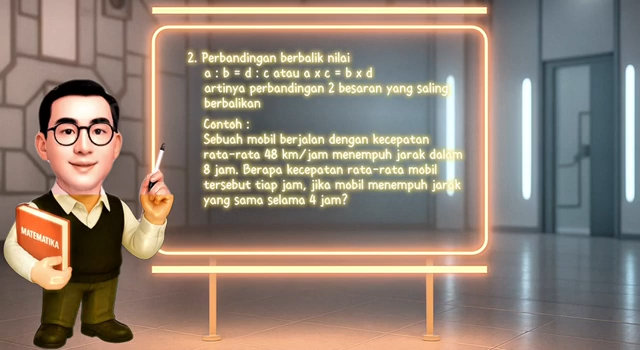 2. Perbandingan berbalik nilai
a : b = d : c atau a x c = b x d
artinya perbandingan 2 besaran yang saling
berbalikan
Contoh :
Sebuah mobil berjalan dengan kecepatan
rata-rata 48 km/jam menempuh jarak dalam
8 jam. Berapa kecepatan rata-rata mobil
tersebut tiap jam, jika mobil menempuh jarak
yang sama selama 4 jam?
MATEMATIKA